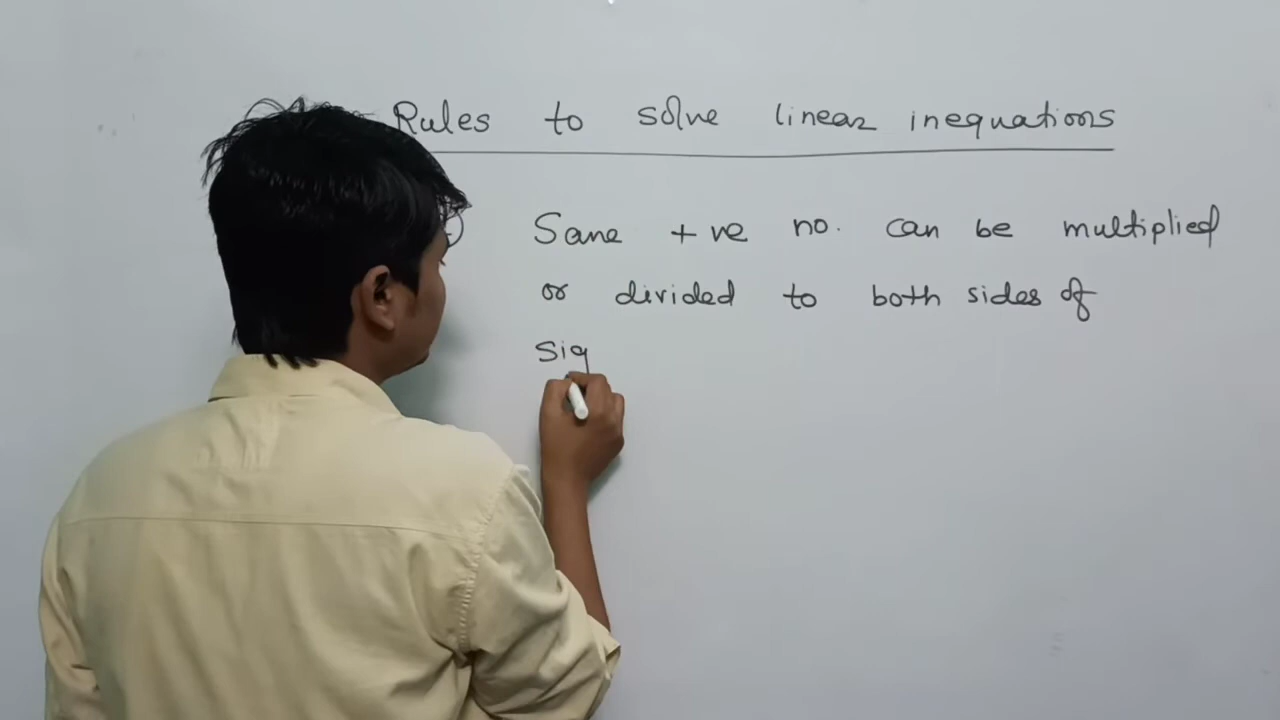 Rules to solve linear inequations
Same +ve no. can be multiplied
or divided to both sides of
sig